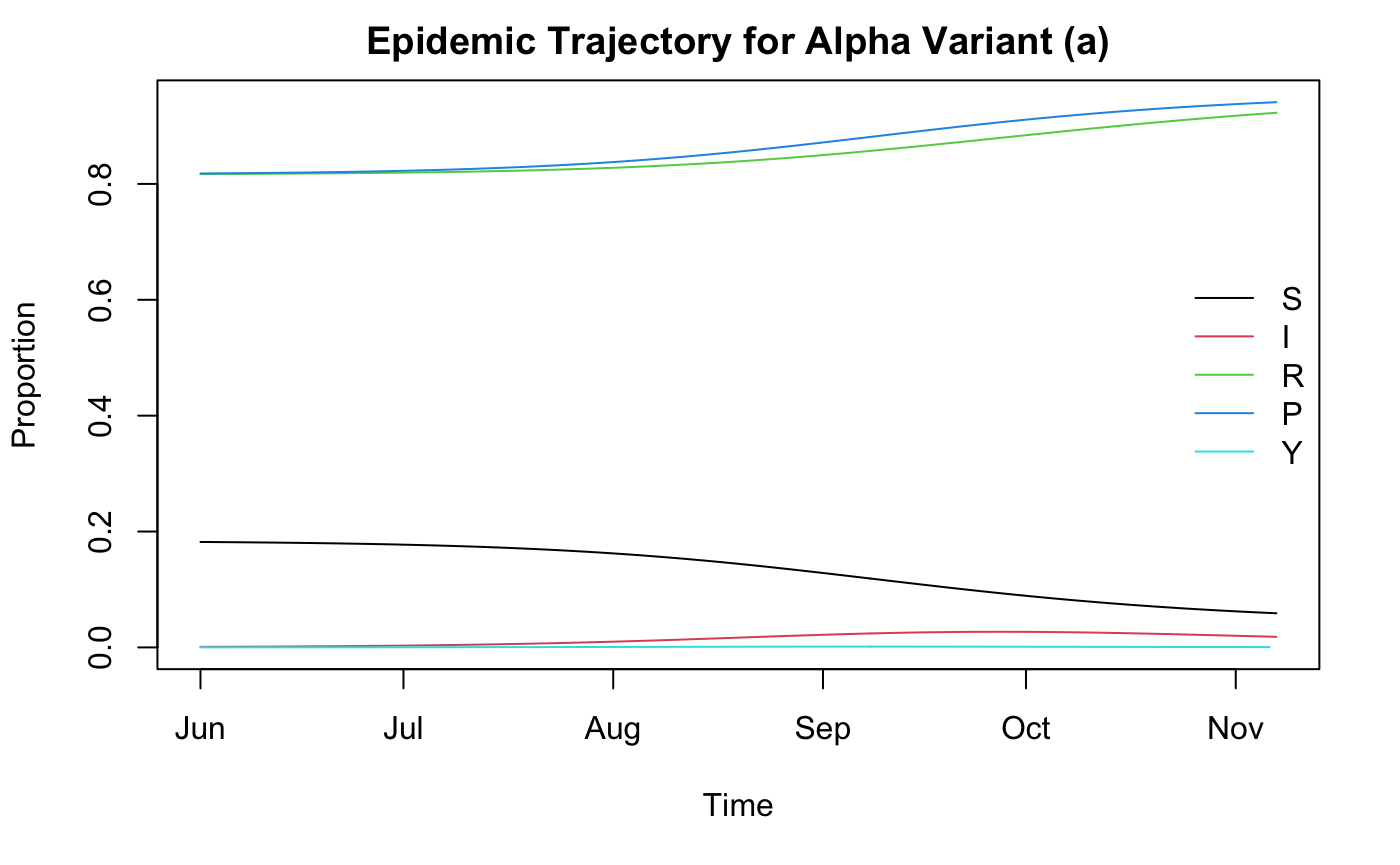 Epidemic Trajectory for Alpha Variant (a)
Proportion
0.8
0.6
0.4
0.2
0.0
S
I
R
P
Y
Jun Jul Aug Sep Oct Nov
Time